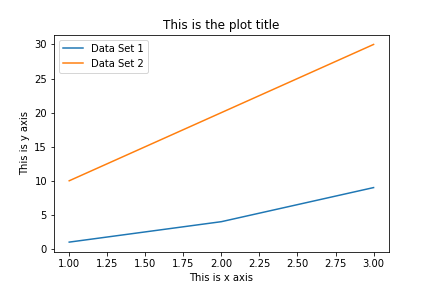 This is the plot title
Data Set 1
Data Set 2
This is y axis
30
25
20
15
10
5
0
1.00 1.25 1.50 1.75 2.00 2.25 2.50 2.75 3.00
This is x axis